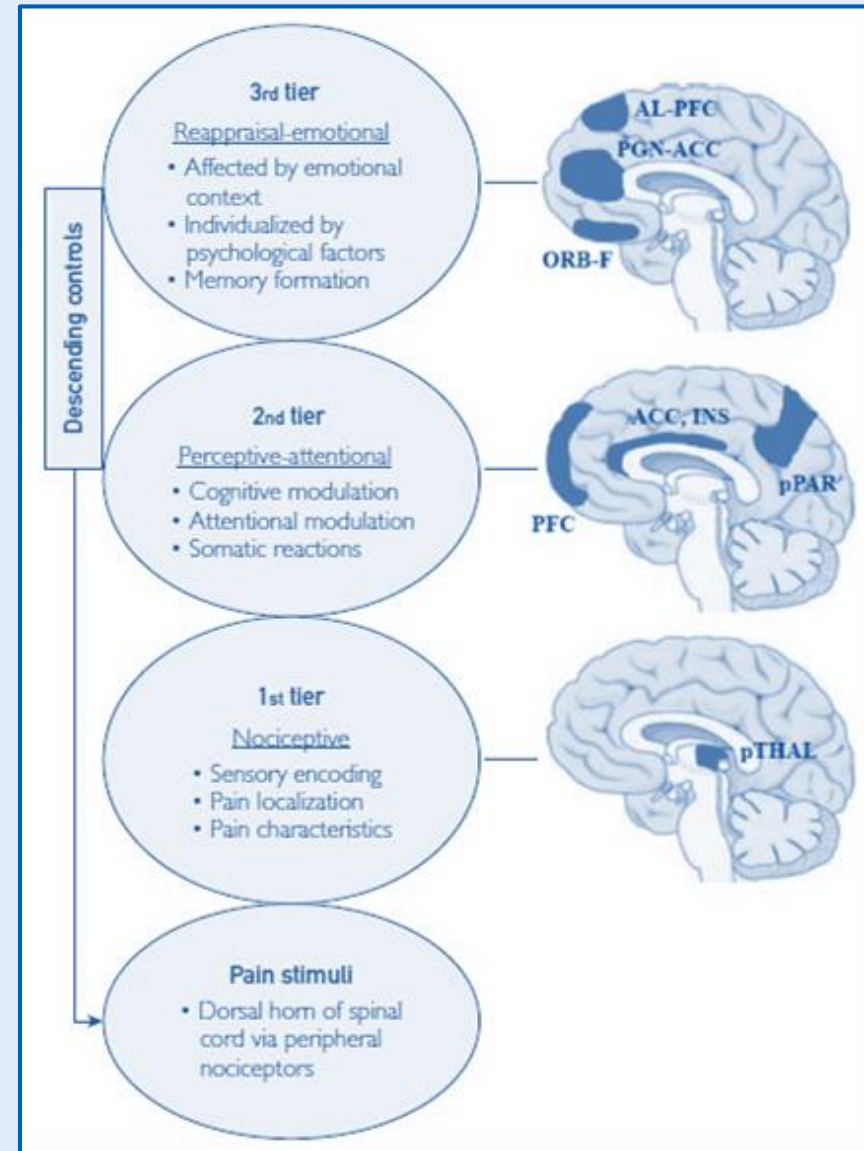 3rd tier
Reappraisal-emotional
• Affected by emotional
context
• Individualized by
psychological factors
• Memory formation
AL-PFC
PGN-ACC
ORB-F
Descending controls
2nd tier
Perceptive-attentional
• Cognitive modulation
• Attentional modulation
• Somatic reactions
ACC, INS
pPAR
PFC
1st tier
Nociceptive
• Sensory encoding
• Pain localization
• Pain characteristics
pTHAL
Pain stimuli
• Dorsal horn of spinal
cord via peripheral
nociceptors